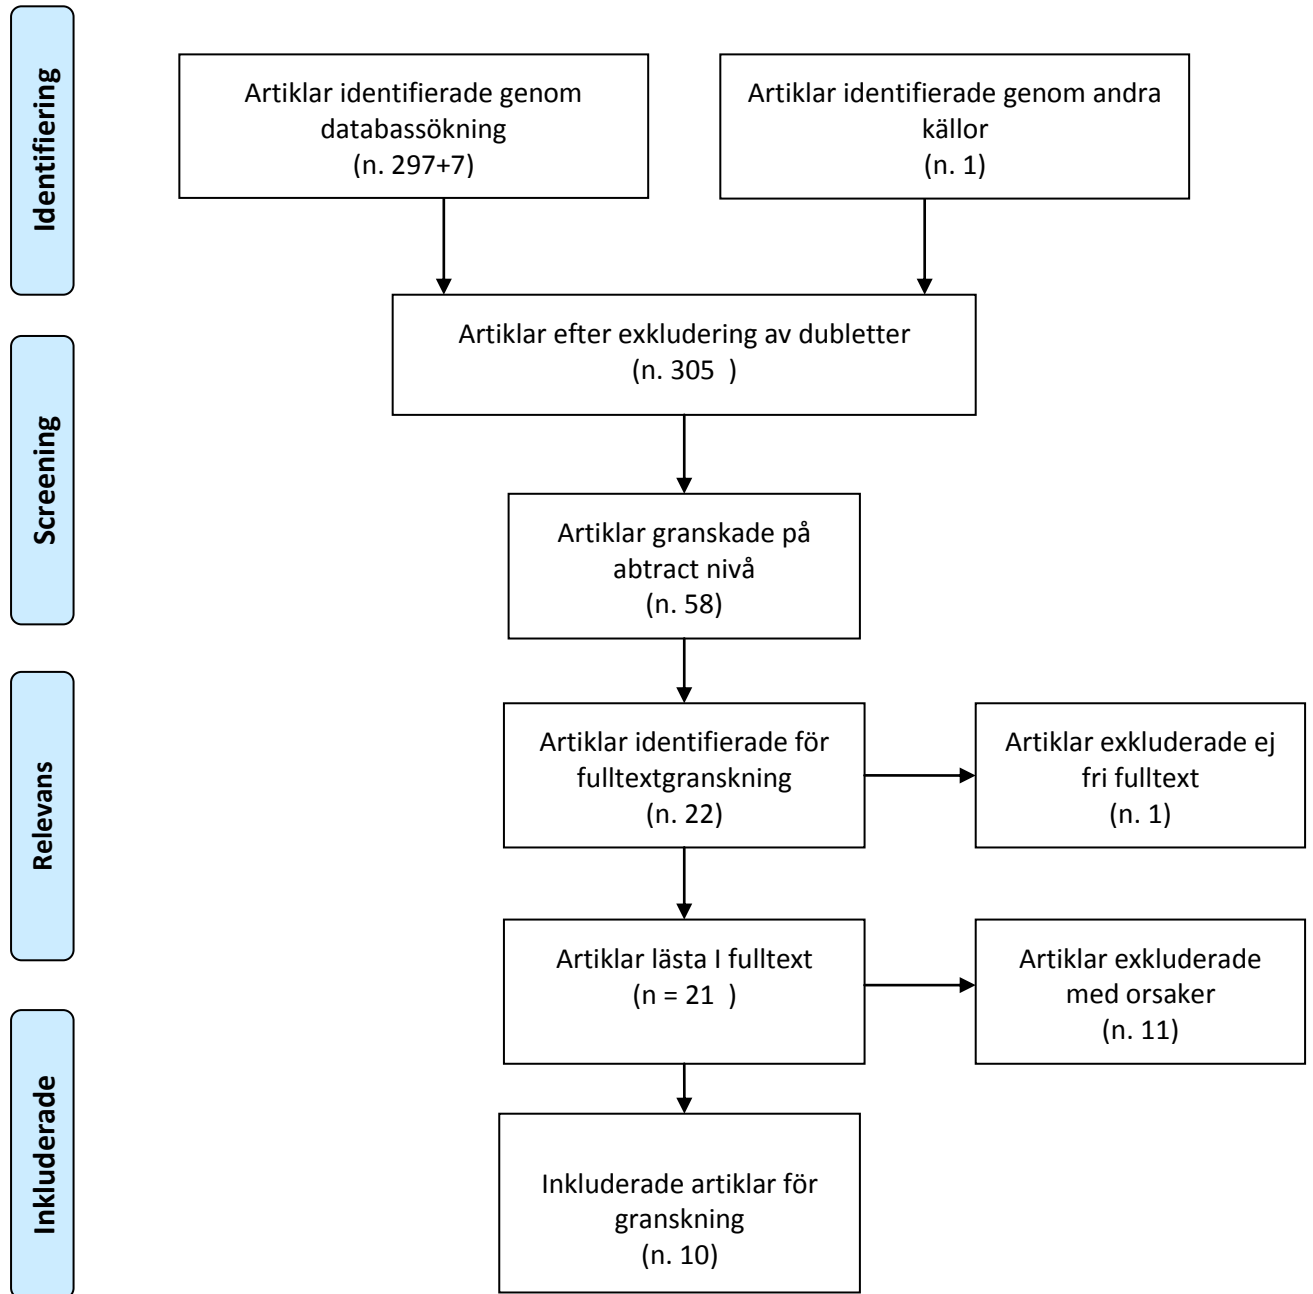 Identifiering
Artiklar identifierade genom
databassökning
(n. 297+7)
Artiklar identifierade genom andra
källor
(n. 1)
Screening
Artiklar efter exkludering av dubletter
(n. 305  )
Artiklar granskade på
abtract nivå
(n. 58)
Relevans
Artiklar identifierade för
fulltextgranskning
(n. 22)
Artiklar exkluderade ej
fri fulltext
(n. 1)
Artiklar lästa I fulltext
(n = 21  )
Artiklar exkluderade
med orsaker
(n. 11)
Inkluderade
Inkluderade artiklar för
granskning
(n. 10)